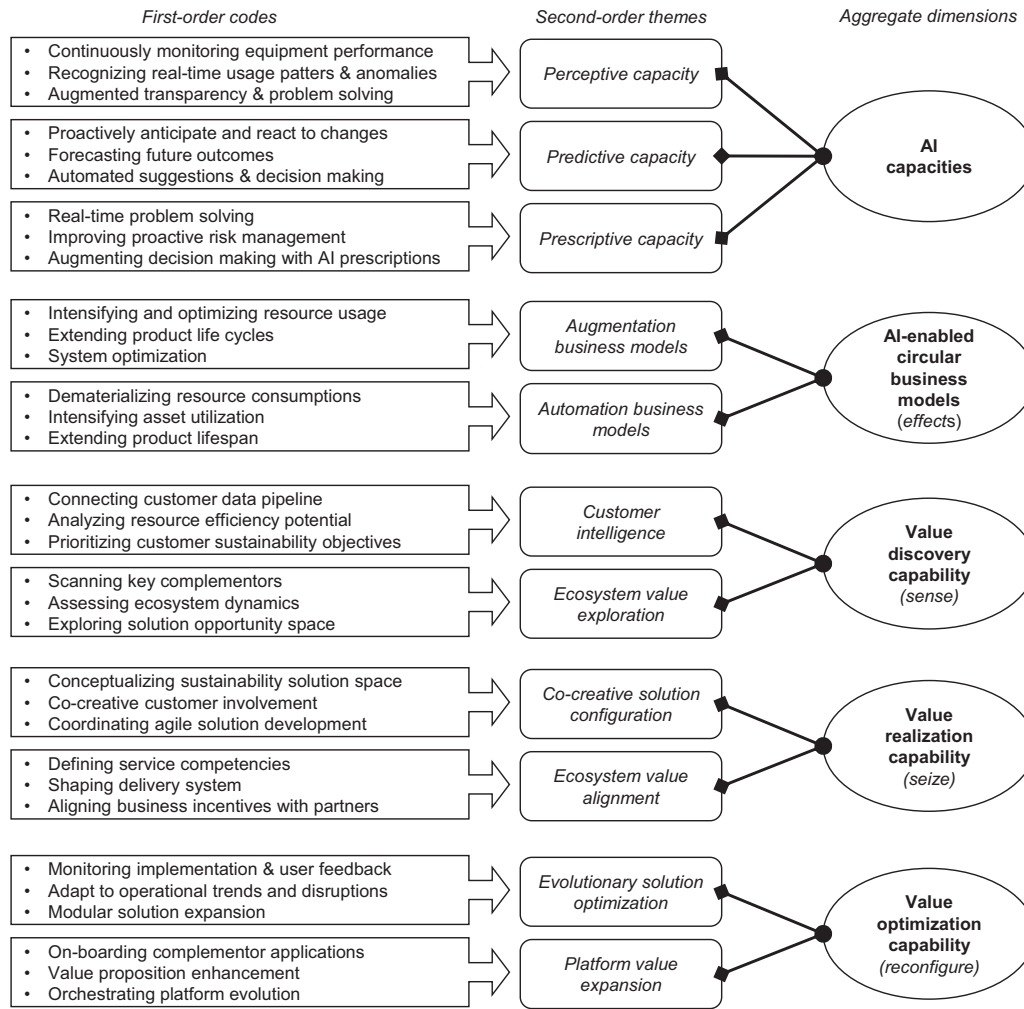 First-order codes
Second-order themes
Aggregate dimensions
• Continuously monitoring equipment performance
• Recognizing real-time usage patters & anomalies
• Augmented transparency & problem solving
Perceptive capacity
• Proactively anticipate and react to changes
• Forecasting future outcomes
• Automated suggestions & decision making
Predictive capacity
• Real-time problem solving
• Improving proactive risk management
• Augmenting decision making with AI prescriptions
Prescriptive capacity
AI
capacities
• Intensifying and optimizing resource usage
• Extending product life cycles
• System optimization
Augmentation
business models
• Dematerializing resource consumptions
• Intensifying asset utilization
• Extending product lifespan
Automation business
models
AI-enabled
circular
business
models
(effects)
• Connecting customer data pipeline
• Analyzing resource efficiency potential
• Prioritizing customer sustainability objectives
Customer
intelligence
• Scanning key complementors
• Assessing ecosystem dynamics
• Exploring solution opportunity space
Ecosystem value
exploration
Value
discovery
capability
(sense)
• Conceptualizing sustainability solution space
• Co-creative customer involvement
• Coordinating agile solution development
Co-creative solution
configuration
• Defining service competencies
• Shaping delivery system
• Aligning business incentives with partners
Ecosystem value
alignment
Value
realization
capability
(seize)
• Monitoring implementation & user feedback
• Adapt to operational trends and disruptions
• Modular solution expansion
Evolutionary solution
optimization
• On-boarding complementor applications
• Value proposition enhancement
• Orchestrating platform evolution
Platform value
expansion
Value
optimization
capability
(reconfigure)